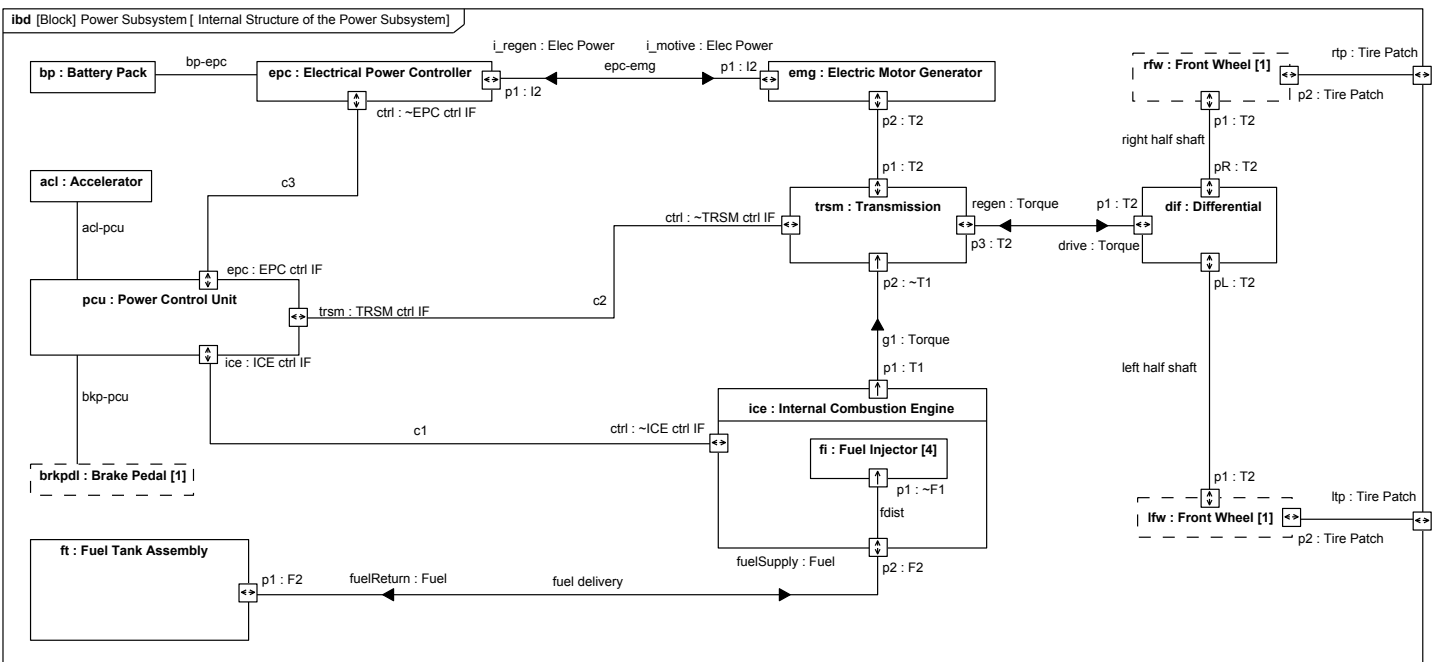 ibd [Block] Power Subsystem [ Internal Structure of the Power Subsystem]
i_regen : Elec Power
i_motive : Elec Power
rtp : Tire Patch
bp : Battery Pack
bp-epc
epc : Electrical Power Controller
epc-emg
p1 : I2
p1 : I2
emg : Electric Motor Generator
rfw : Front Wheel [1]
p2 : Tire Patch
ctrl : ~EPC ctrl IF
p2 : T2
p1 : T2
right half shaft
acl : Accelerator
c3
p1 : T2
pR : T2
acl-pcu
ctrl : ~TRSM ctrl IF
trsm : Transmission
regen : Torque
p1 : T2
dif : Differential
p3 : T2
drive : Torque
epc : EPC ctrl IF
p2 : ~T1
pL : T2
pcu : Power Control Unit
trsm : TRSM ctrl IF
c2
g1 : Torque
ice : ICE ctrl IF
p1 : T1
left half shaft
bkp-pcu
ice : Internal Combustion Engine
c1
ctrl : ~ICE ctrl IF
fi : Fuel Injector [4]
brkpdl : Brake Pedal [1]
p1 : ~F1
p1 : T2
ltp : Tire Patch
fdist
lfw : Front Wheel [1]
p2 : Tire Patch
ft : Fuel Tank Assembly
fuelSupply : Fuel
p2 : F2
p1 : F2
fuelReturn : Fuel
fuel delivery